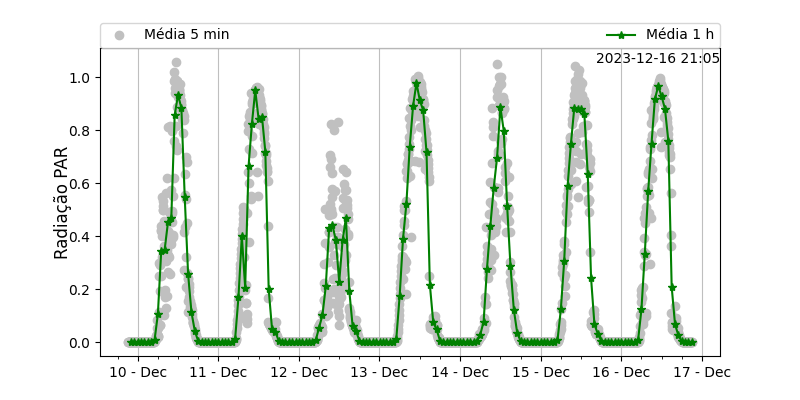 Média 5 min
Média 1 h
2023-12-16 21:05
Radiação PAR
1.0
0.8
0.6
0.4
0.2
0.0
10 - Dec
11 - Dec
12 - Dec
13 - Dec
14 - Dec
15 - Dec
16 - Dec
17 - Dec